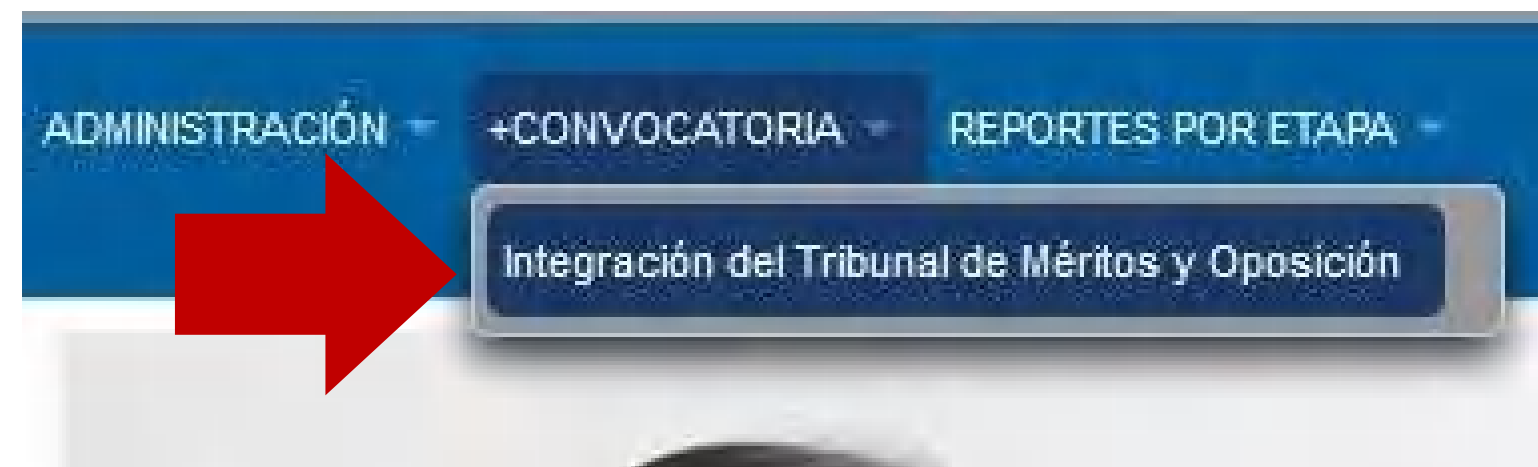 ADMINISTRACIÓN +CONVOCATORIA REPORTES POR ETAPA
Integración del Tribunal de Méritos y Oposición